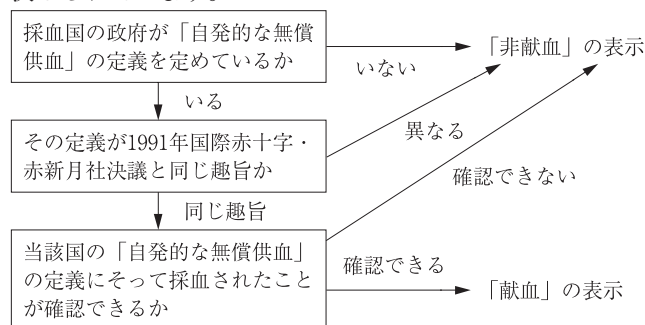 採血国の政府が「自発的な無償
供血」の定義を定めているか
「非献血」の表示
いない
いる
異なる
その定義が1991年国際赤十字・
赤新月社決議と同じ趣旨か
確認できない
同じ趣旨
当該国の「自発的な無償供血」
の定義にそって採血されたこと
が確認できるか
確認できる
「献血」の表示